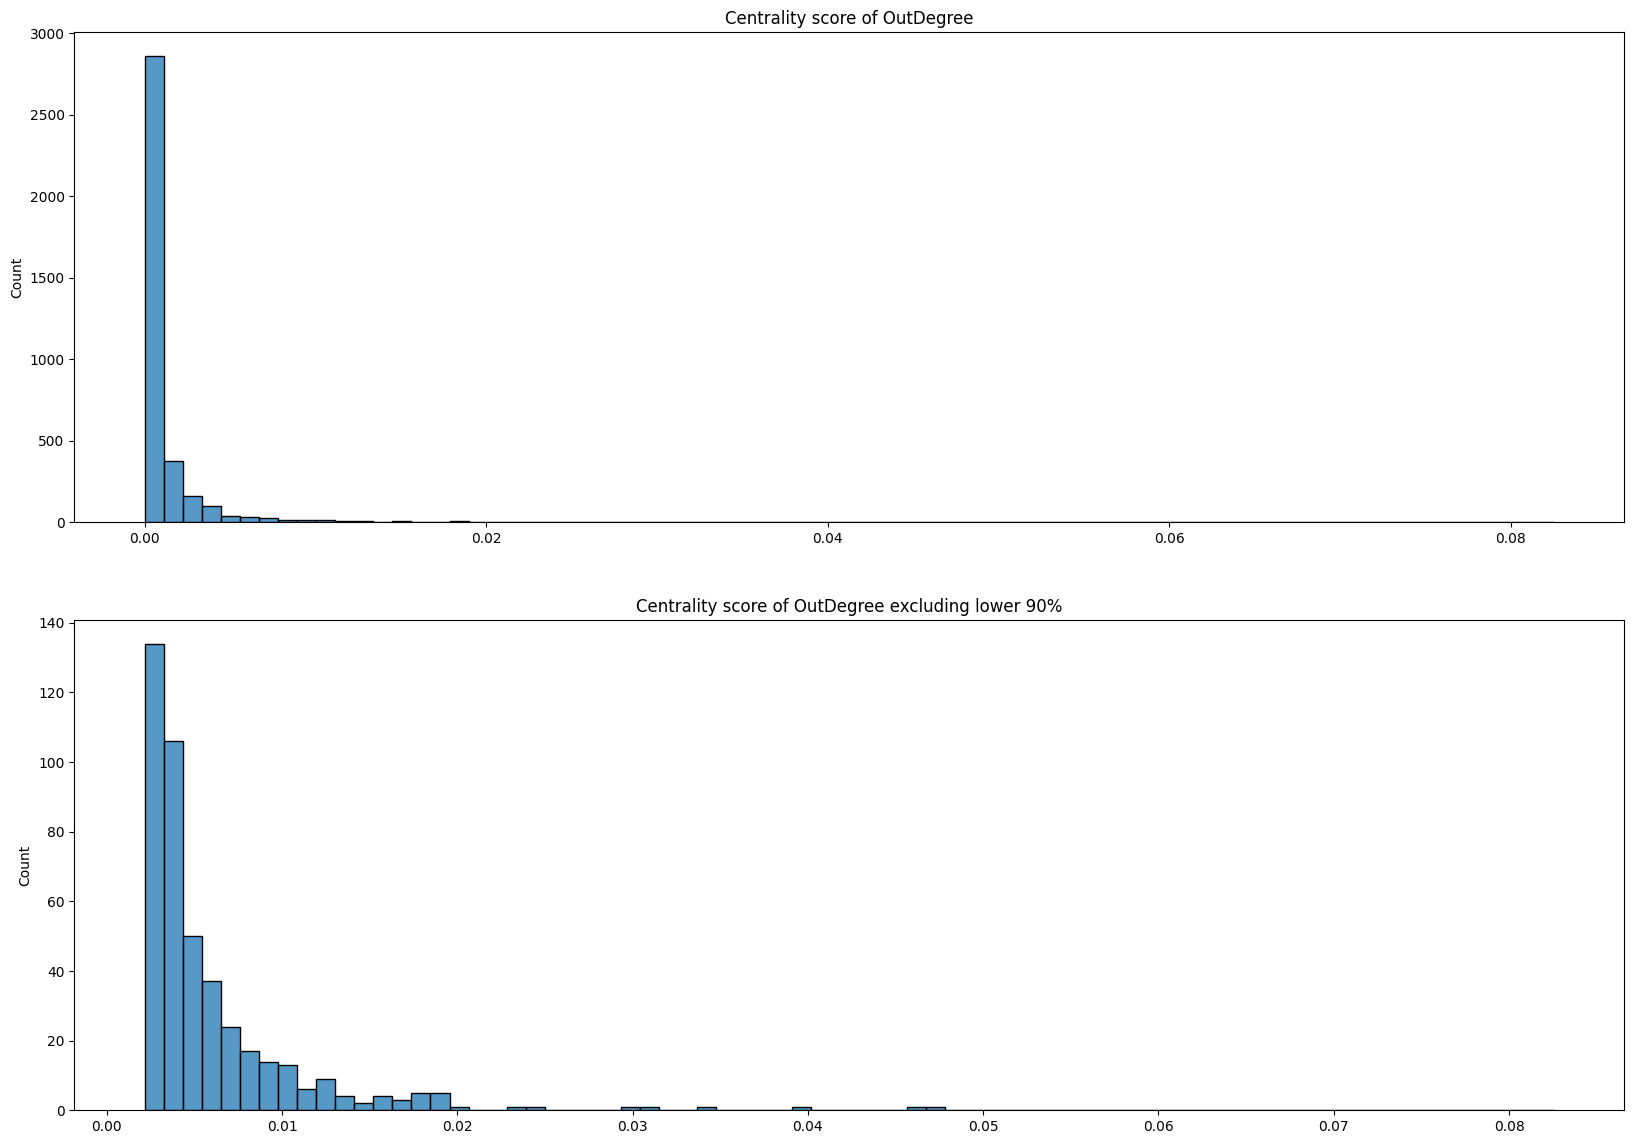 Centrality score of OutDegree
3000
2500
2000
1500
1000
500
0
Count
0.00 0.02 0.04 0.06 0.08
Centrality score of OutDegree excluding lower 90%
140
120
100
80
60
40
20
0
Count
0.00 0.01 0.02 0.03 0.04 0.05 0.06 0.07 0.08